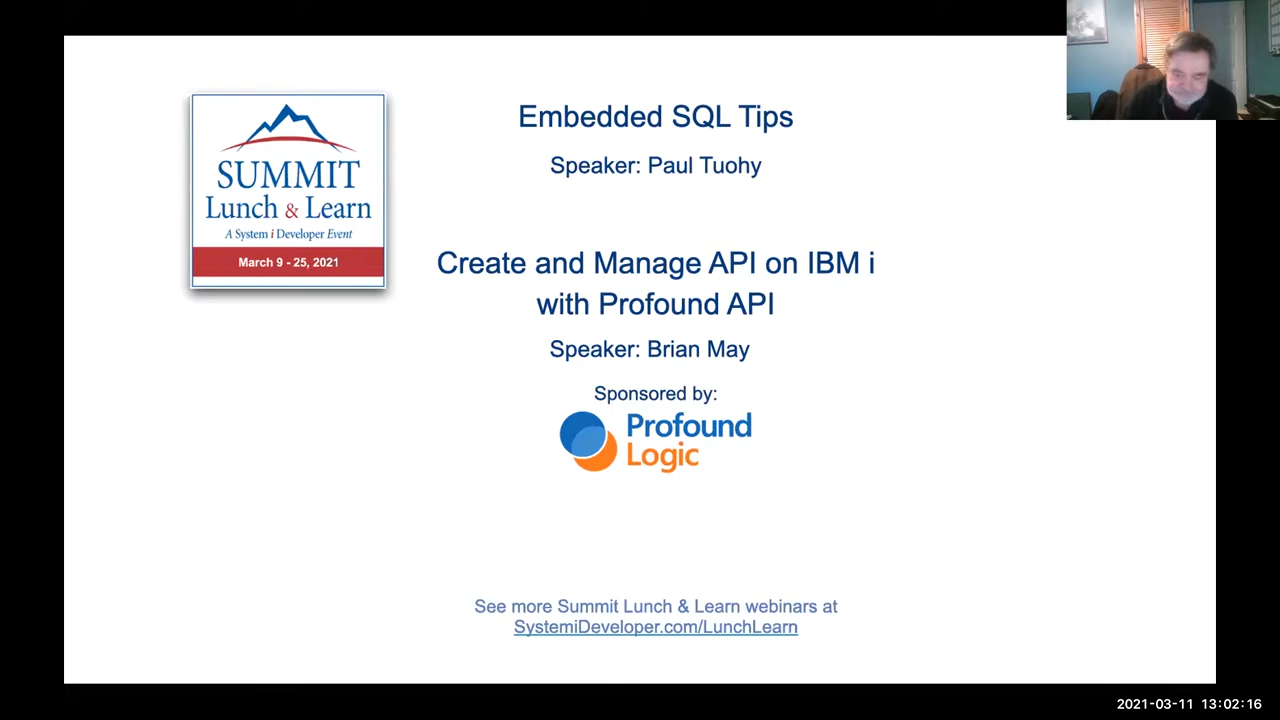 SUMMIT
Lunch & Learn
A System i Developer Event
March 9 - 25, 2021
Embedded SQL Tips
Speaker: Paul Tuohy
Create and Manage API on IBM i
with Profound API
Speaker: Brian May
Sponsored by:
Profound
Logic
See more Summit Lunch & Learn webinars at
SystemiDeveloper.com/LunchLearn
2021-03-11 13:02:16